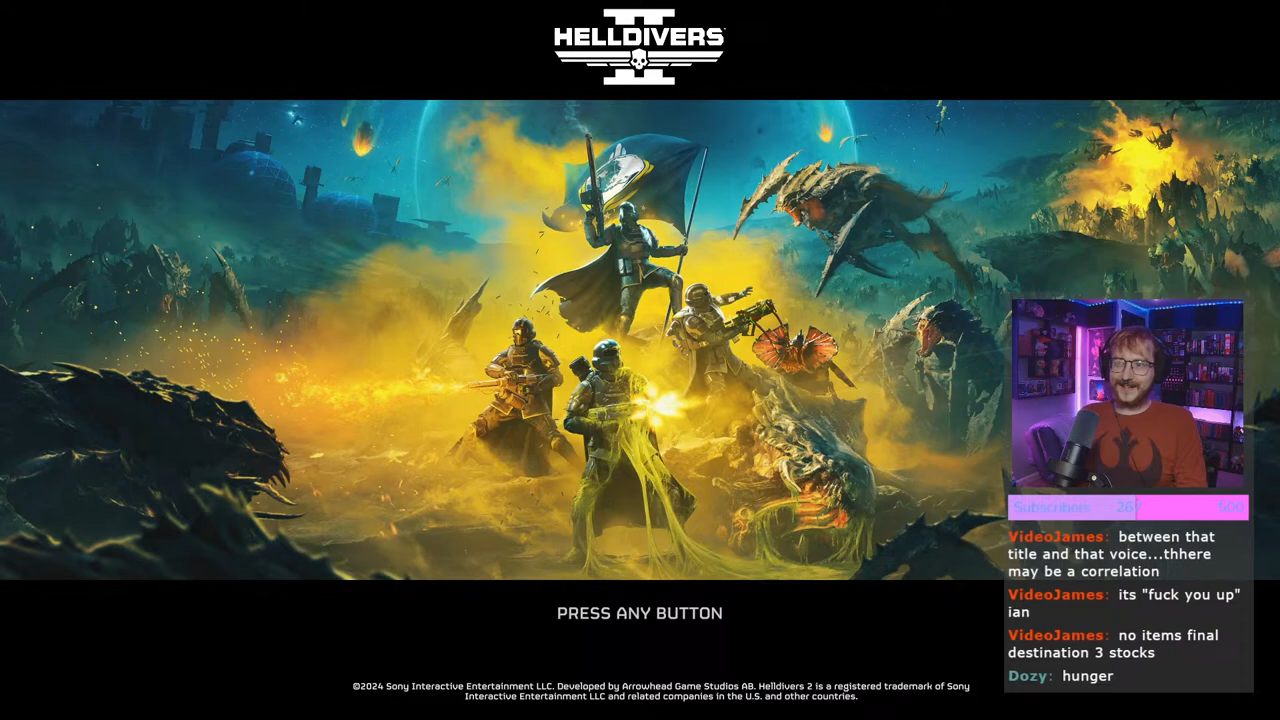 II
HELLDIVERS
PRESS ANY BUTTON
©2024 Sony Interactive Entertainment LLC. Developed by Arrowhead Game Studios AB. Helldivers 2 is a registered trademark of Sony
Interactive Entertainment LLC and related companies in the U.S. and other countries.
Subscribers 267 500
VideoJames: between that
title and that voice...thhere
may be a correlation
VideoJames: its "fuck you up"
ian
VideoJames: no items final
destination 3 stocks
Dozy: hunger